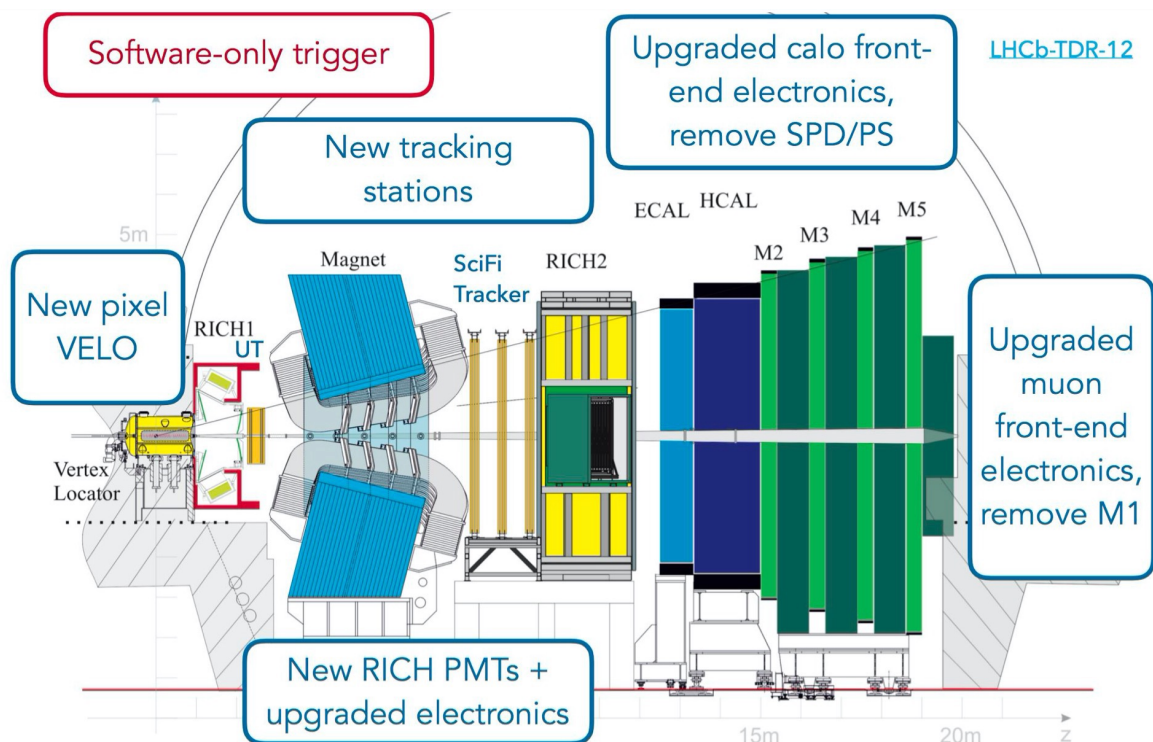 Software-only trigger
Upgraded calo front-
end electronics,
remove SPD/PS
LHCb-TDR-12
New tracking
stations
ECAL
HCAL
M5
M4
M3
M2
5m
Magnet
SciFi
Tracker
RICH2
New pixel
VELO
RICH1
UT
Upgraded
muon
front-end
electronics,
remove M1
Vertex
Locator
New RICH PMTs +
upgraded electronics
15m
20m
z